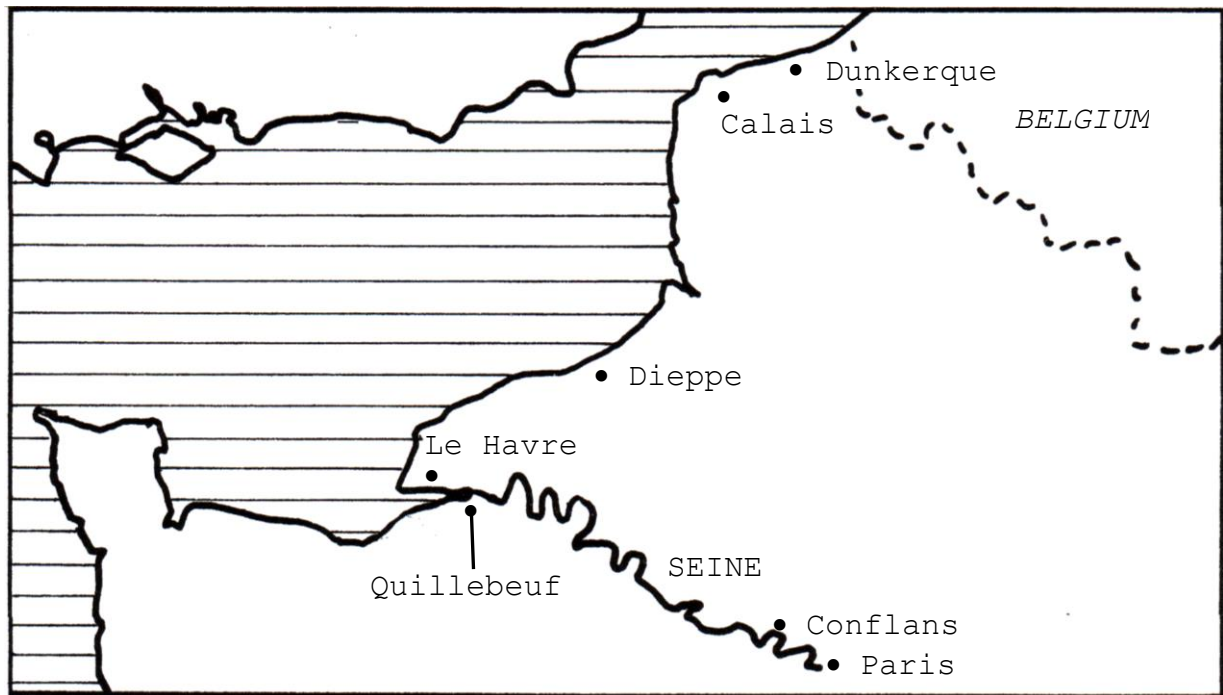 Dunkerque
Calais
BELGIUM
Dieppe
Le Havre
Quillebeuf
SEINE
Conflans
Paris